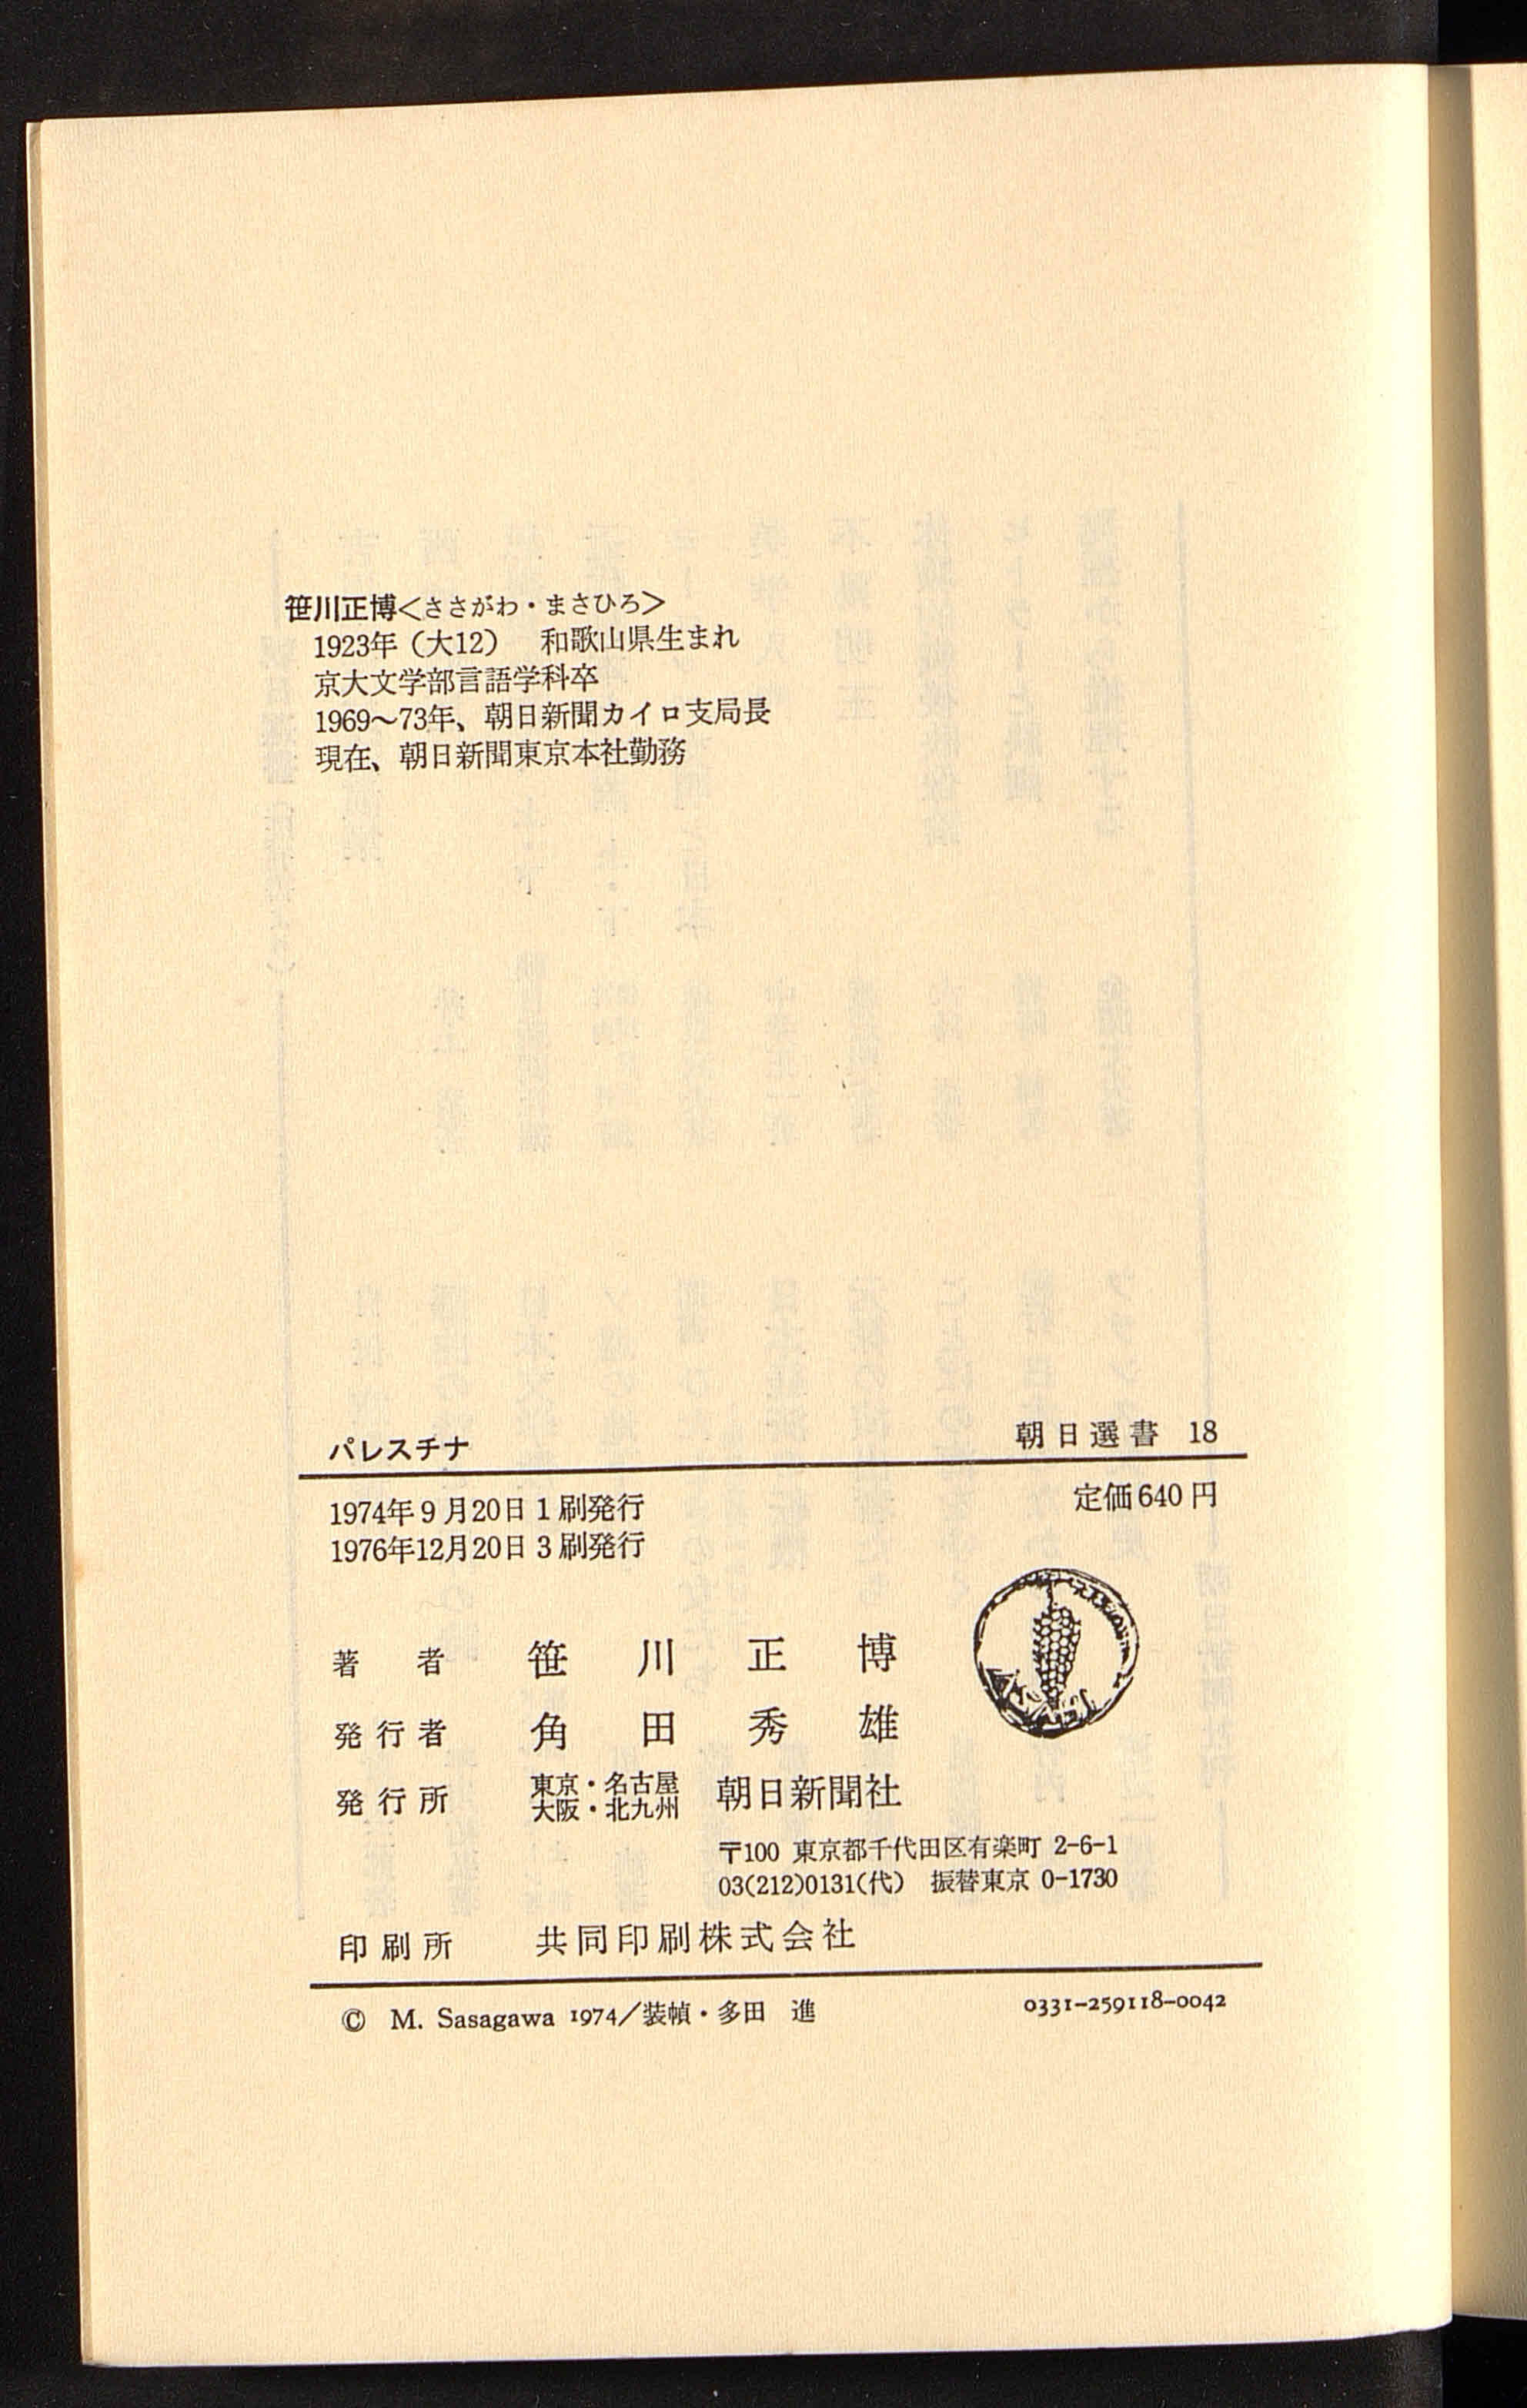 笹川正博<ささがわ・まさひろ>
1923年（大12）　和歌山県生まれ
京大文学部言語学科卒
1969〜73年、朝日新聞カイロ支局長
現在、朝日新聞東京本社勤務
パレスチナ　朝日選書 18
1974年9月20日1刷発行　定価640円
1976年12月20日3刷発行
著者　笹川正博
発行者　角田秀雄
発行所　東京・名古屋 大阪・北九州　朝日新聞社
〒100 東京都千代田区有楽町 2-6-1
03(212)0131(代)　振替東京 0-1730
印刷所　共同印刷株式会社
© M. Sasagawa 1974／装幀・多田　進　0331-259118-0042